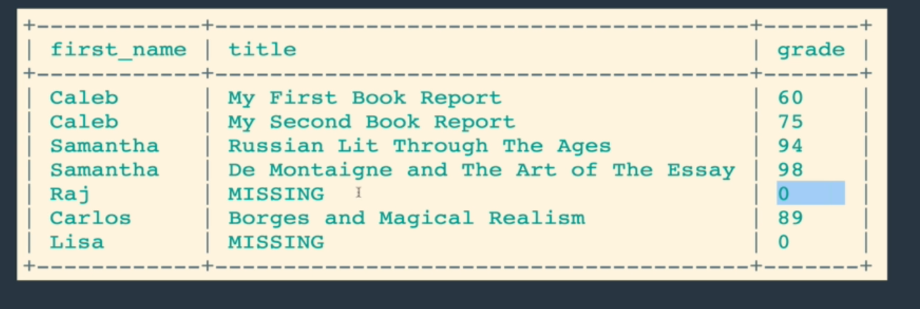 +------------+---------------------------------------+-------+
| first_name | title                                 | grade |
+------------+---------------------------------------+-------+
| Caleb      | My First Book Report                  | 60    |
| Caleb      | My Second Book Report                 | 75    |
| Samantha   | Russian Lit Through The Ages          | 94    |
| Samantha   | De Montaigne and The Art of The Essay | 98    |
| Raj        | MISSING                               | 0     |
| Carlos     | Borges and Magical Realism            | 89    |
| Lisa       | MISSING                               | 0     |
+------------+---------------------------------------+-------+